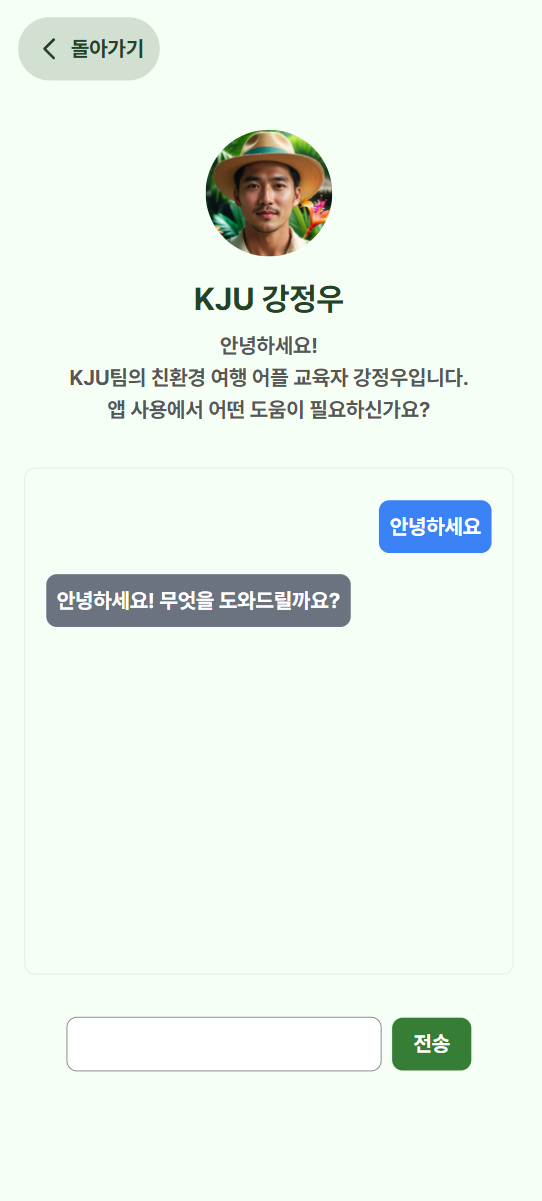 돌아가기
KJU 강정우
안녕하세요!
KJU팀의 친환경 여행 어플 교육자 강정우입니다.
앱 사용에서 어떤 도움이 필요하신가요?
안녕하세요
안녕하세요! 무엇을 도와드릴까요?
전송